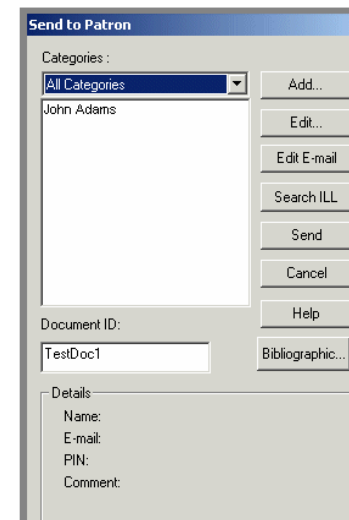 Send to Patron
Categories :
All Categories
John Adams
Add...
Edit...
Edit E-mail
Search ILL
Send
Cancel
Help
Document ID:
TestDoc1
Bibliographic...
Details
Name:
E-mail:
PIN:
Comment: